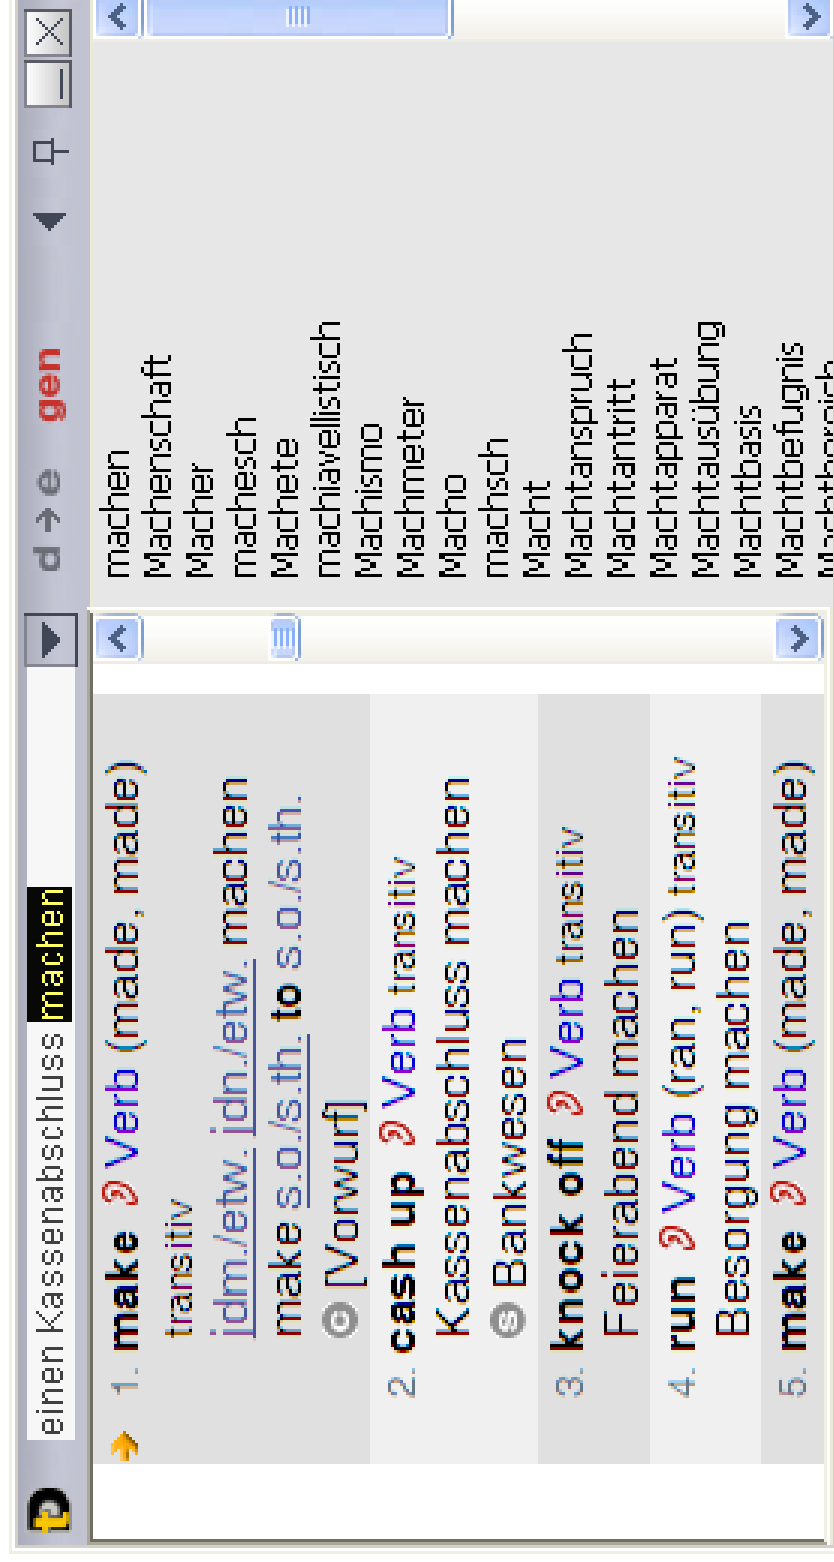 einen Kassenabschluss machen
d → e gen
1. make Verb (made, made)
transitiv
jdm./etw. jdn./etw. machen
make s.o./s.th. to s.o./s.th.
c [Vorwurf]
2. cash up Verb transitiv
Kassenabschluss machen
s Bankwesen
3. knock off Verb transitiv
Feierabend machen
4. run Verb (ran, run) transitiv
Besorgung machen
5. make Verb (made, made)
machen
Machenschaft
Macher
machesch
Machete
machiavellistisch
Machismo
Machmeter
Macho
machsch
Macht
Machtanspruch
Machtantritt
Machtapparat
Machtausübung
Machtbasis
Machtbefugnis
Machtbereich